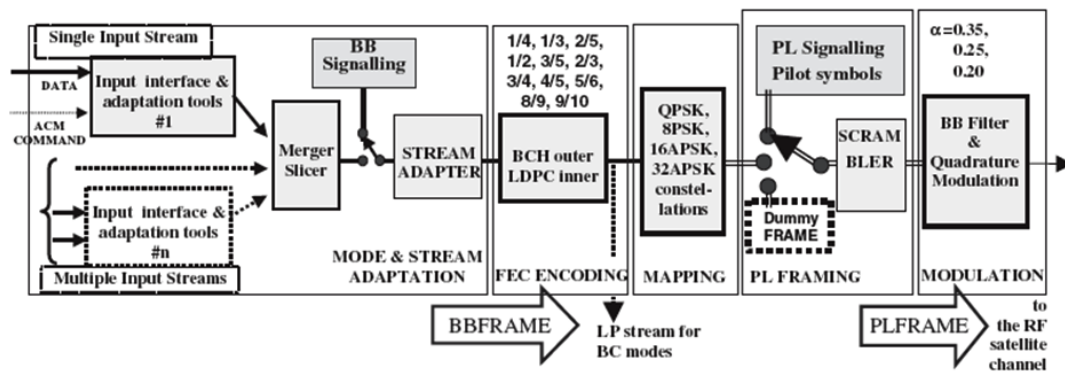 Single Input Stream
DATA
ACM
COMMAND
Input interface &
adaptation tools
#1
Input interface &
adaptation tools
#n
Multiple Input Streams
BB
Signalling
Merger
Slicer
STREAM
ADAPTER
MODE & STREAM
ADAPTATION
1/4, 1/3, 2/5,
1/2, 3/5, 2/3,
3/4, 4/5, 5/6,
8/9, 9/10
BCH outer
LDPC inner
FEC ENCODING
QPSK,
8PSK,
16APSK,
32APSK
constel-
lations
MAPPING
PL Signalling
Pilot symbols
Dummy
FRAME
SCRAM
BLER
PL FRAMING
α=0.35,
0.25,
0.20
BB Filter
&
Quadrature
Modulation
MODULATION
BBFRAME
LP stream for
BC modes
PLFRAME
to
the RF
satellite
channel